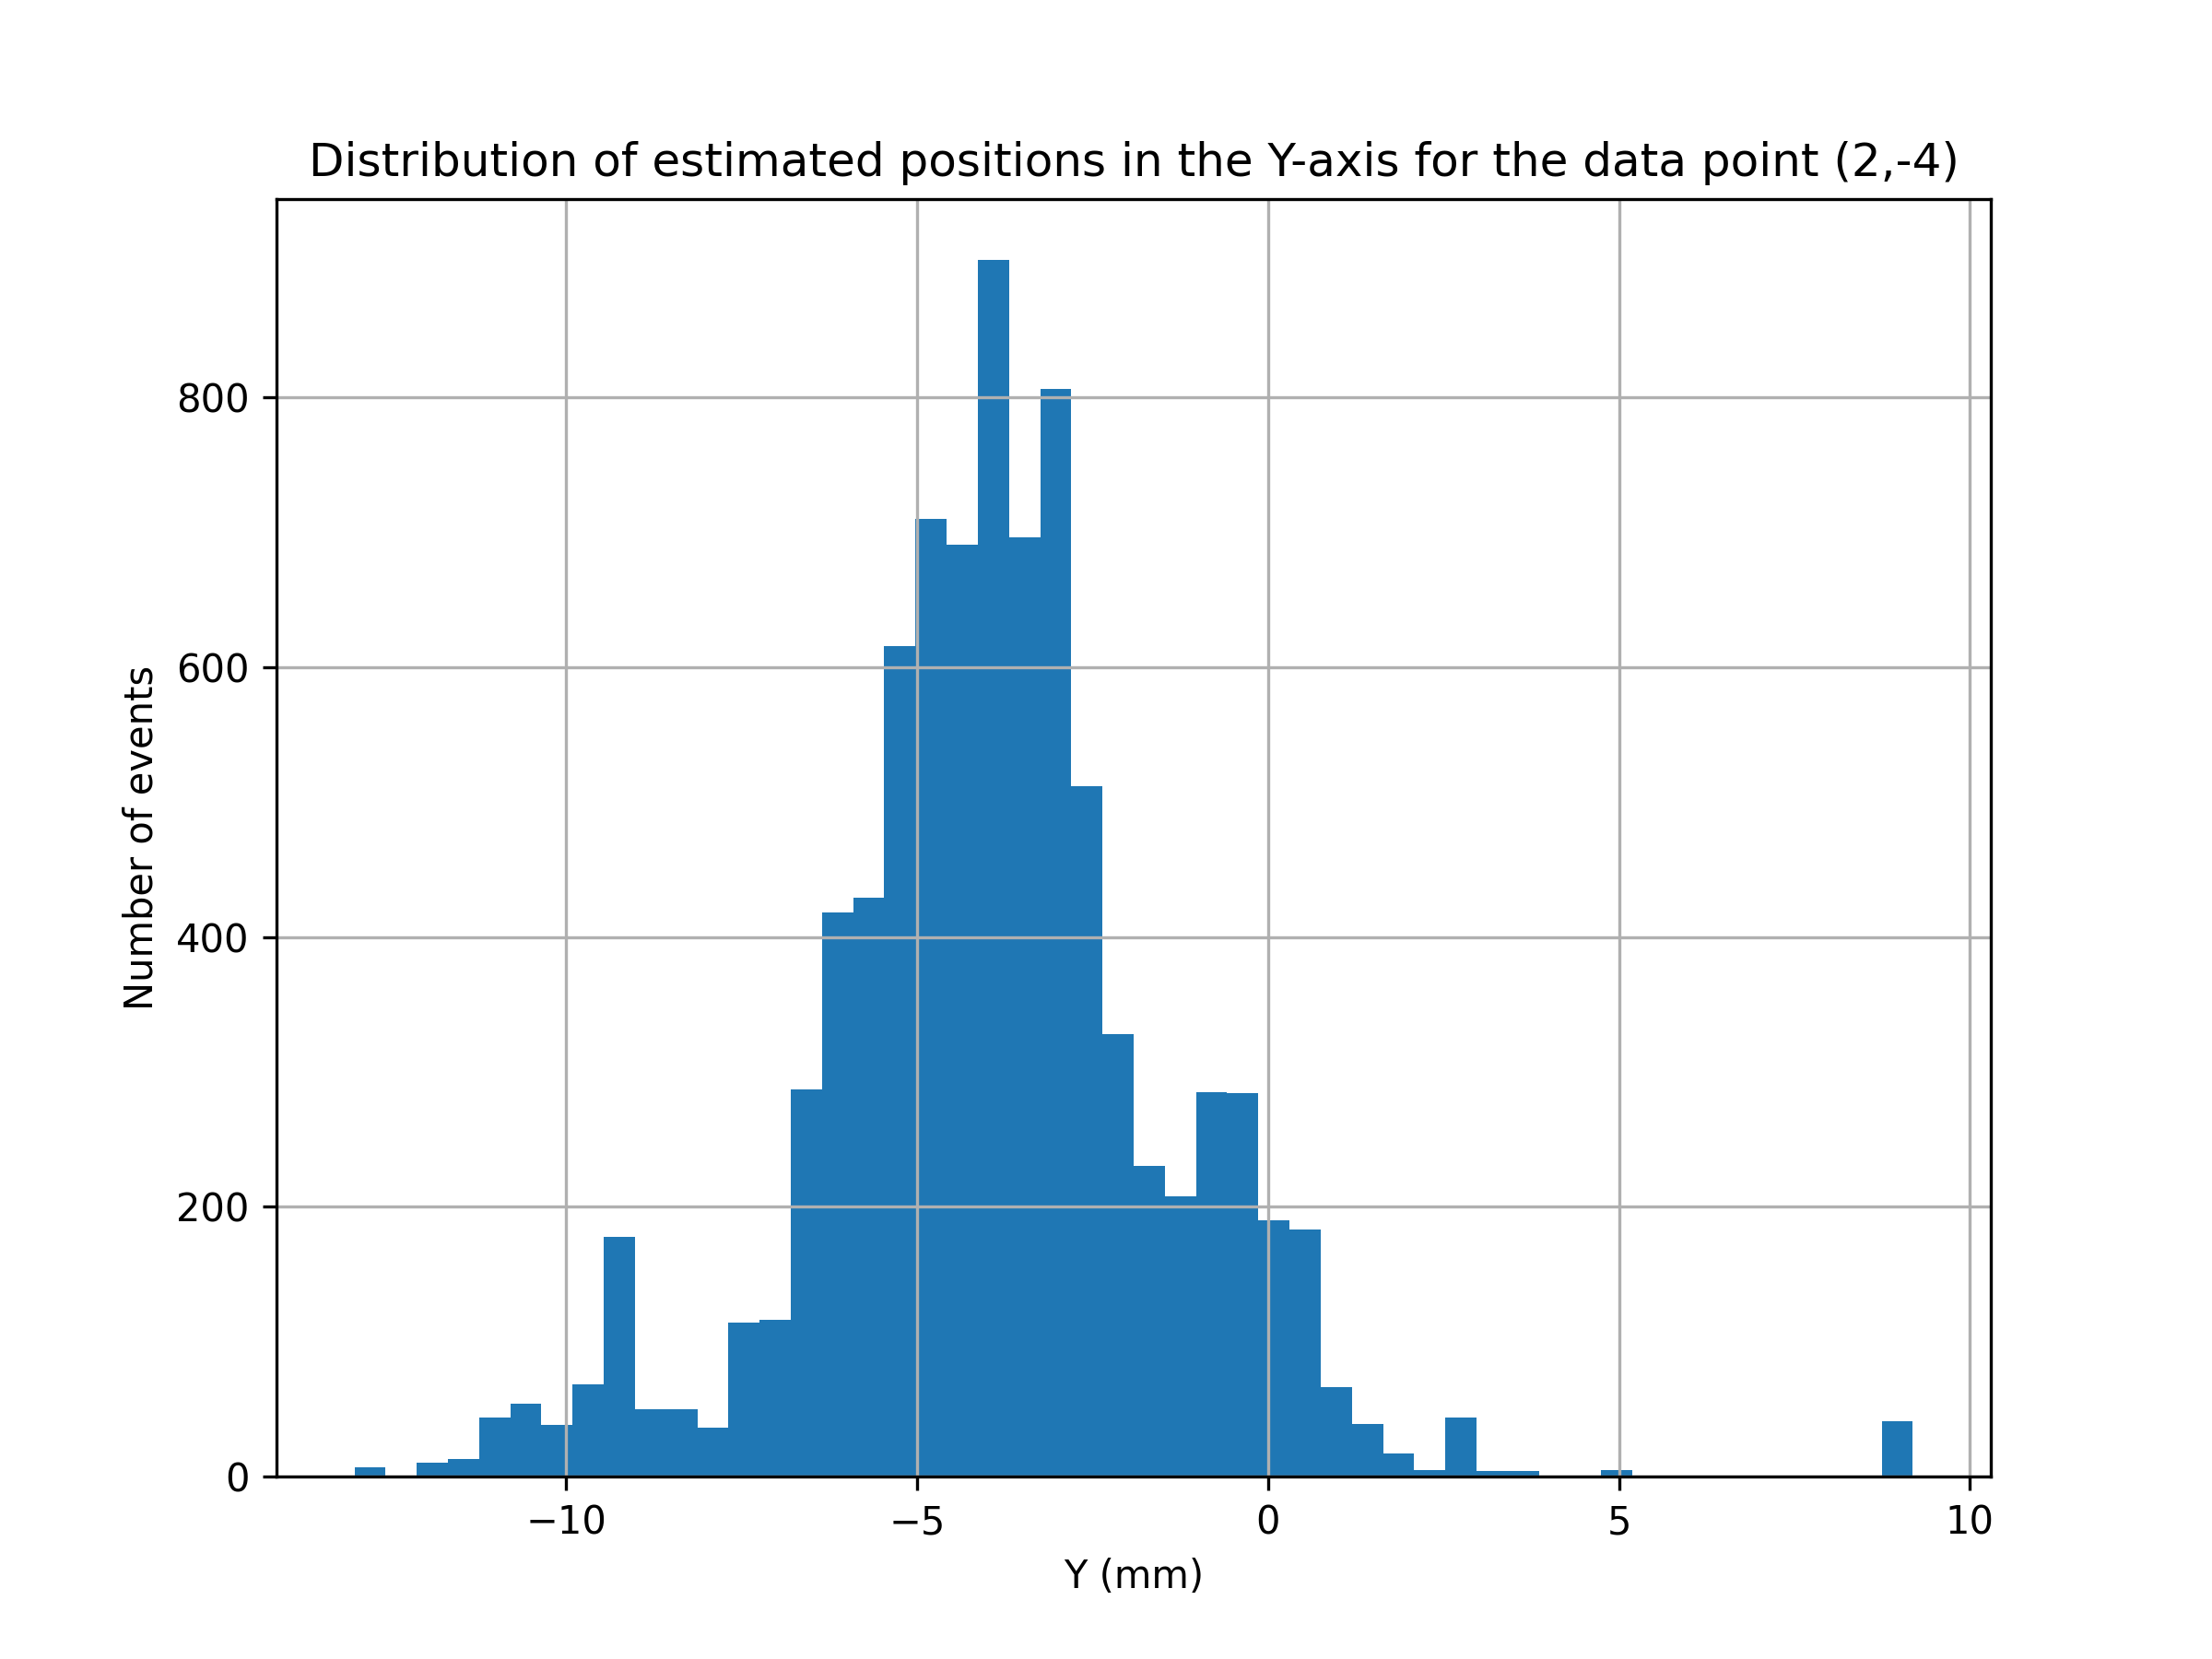 Distribution of estimated positions in the Y-axis for the data point (2,-4)
800
600
400
200
0
Number of events
−10 −5 0 5 10
Y (mm)